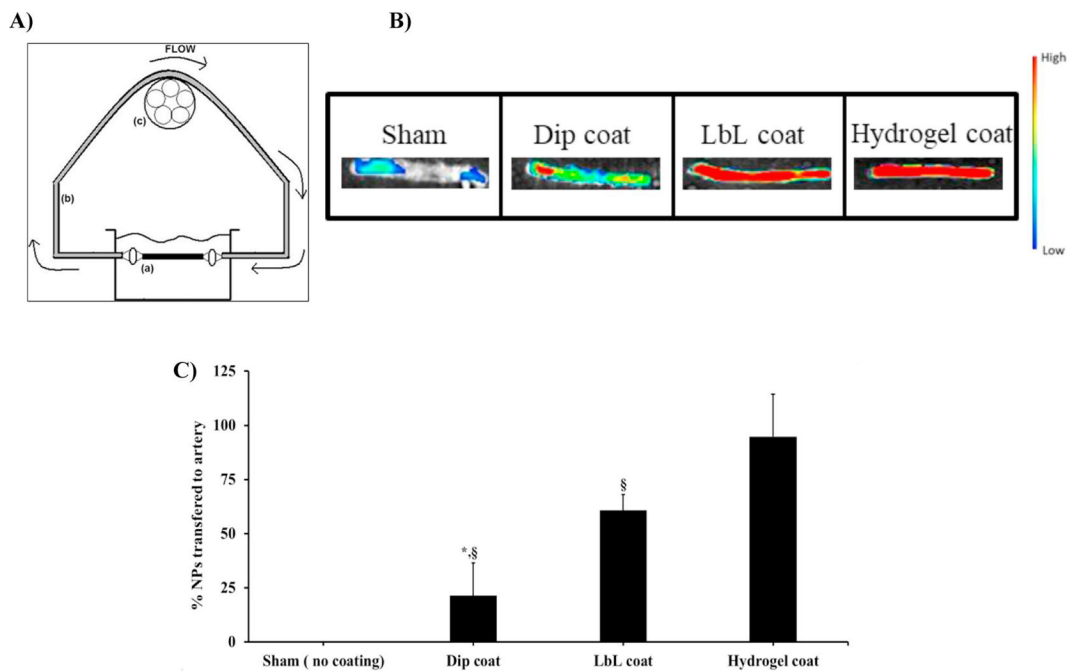 A)
FLOW
(c)
(b)
(a)
B)
Sham
Dip coat
LbL coat
Hydrogel coat
High
Low
C)
% NPs transfered to artery
125
100
75
50
25
0
*,§
§
Sham ( no coating)
Dip coat
LbL coat
Hydrogel coat